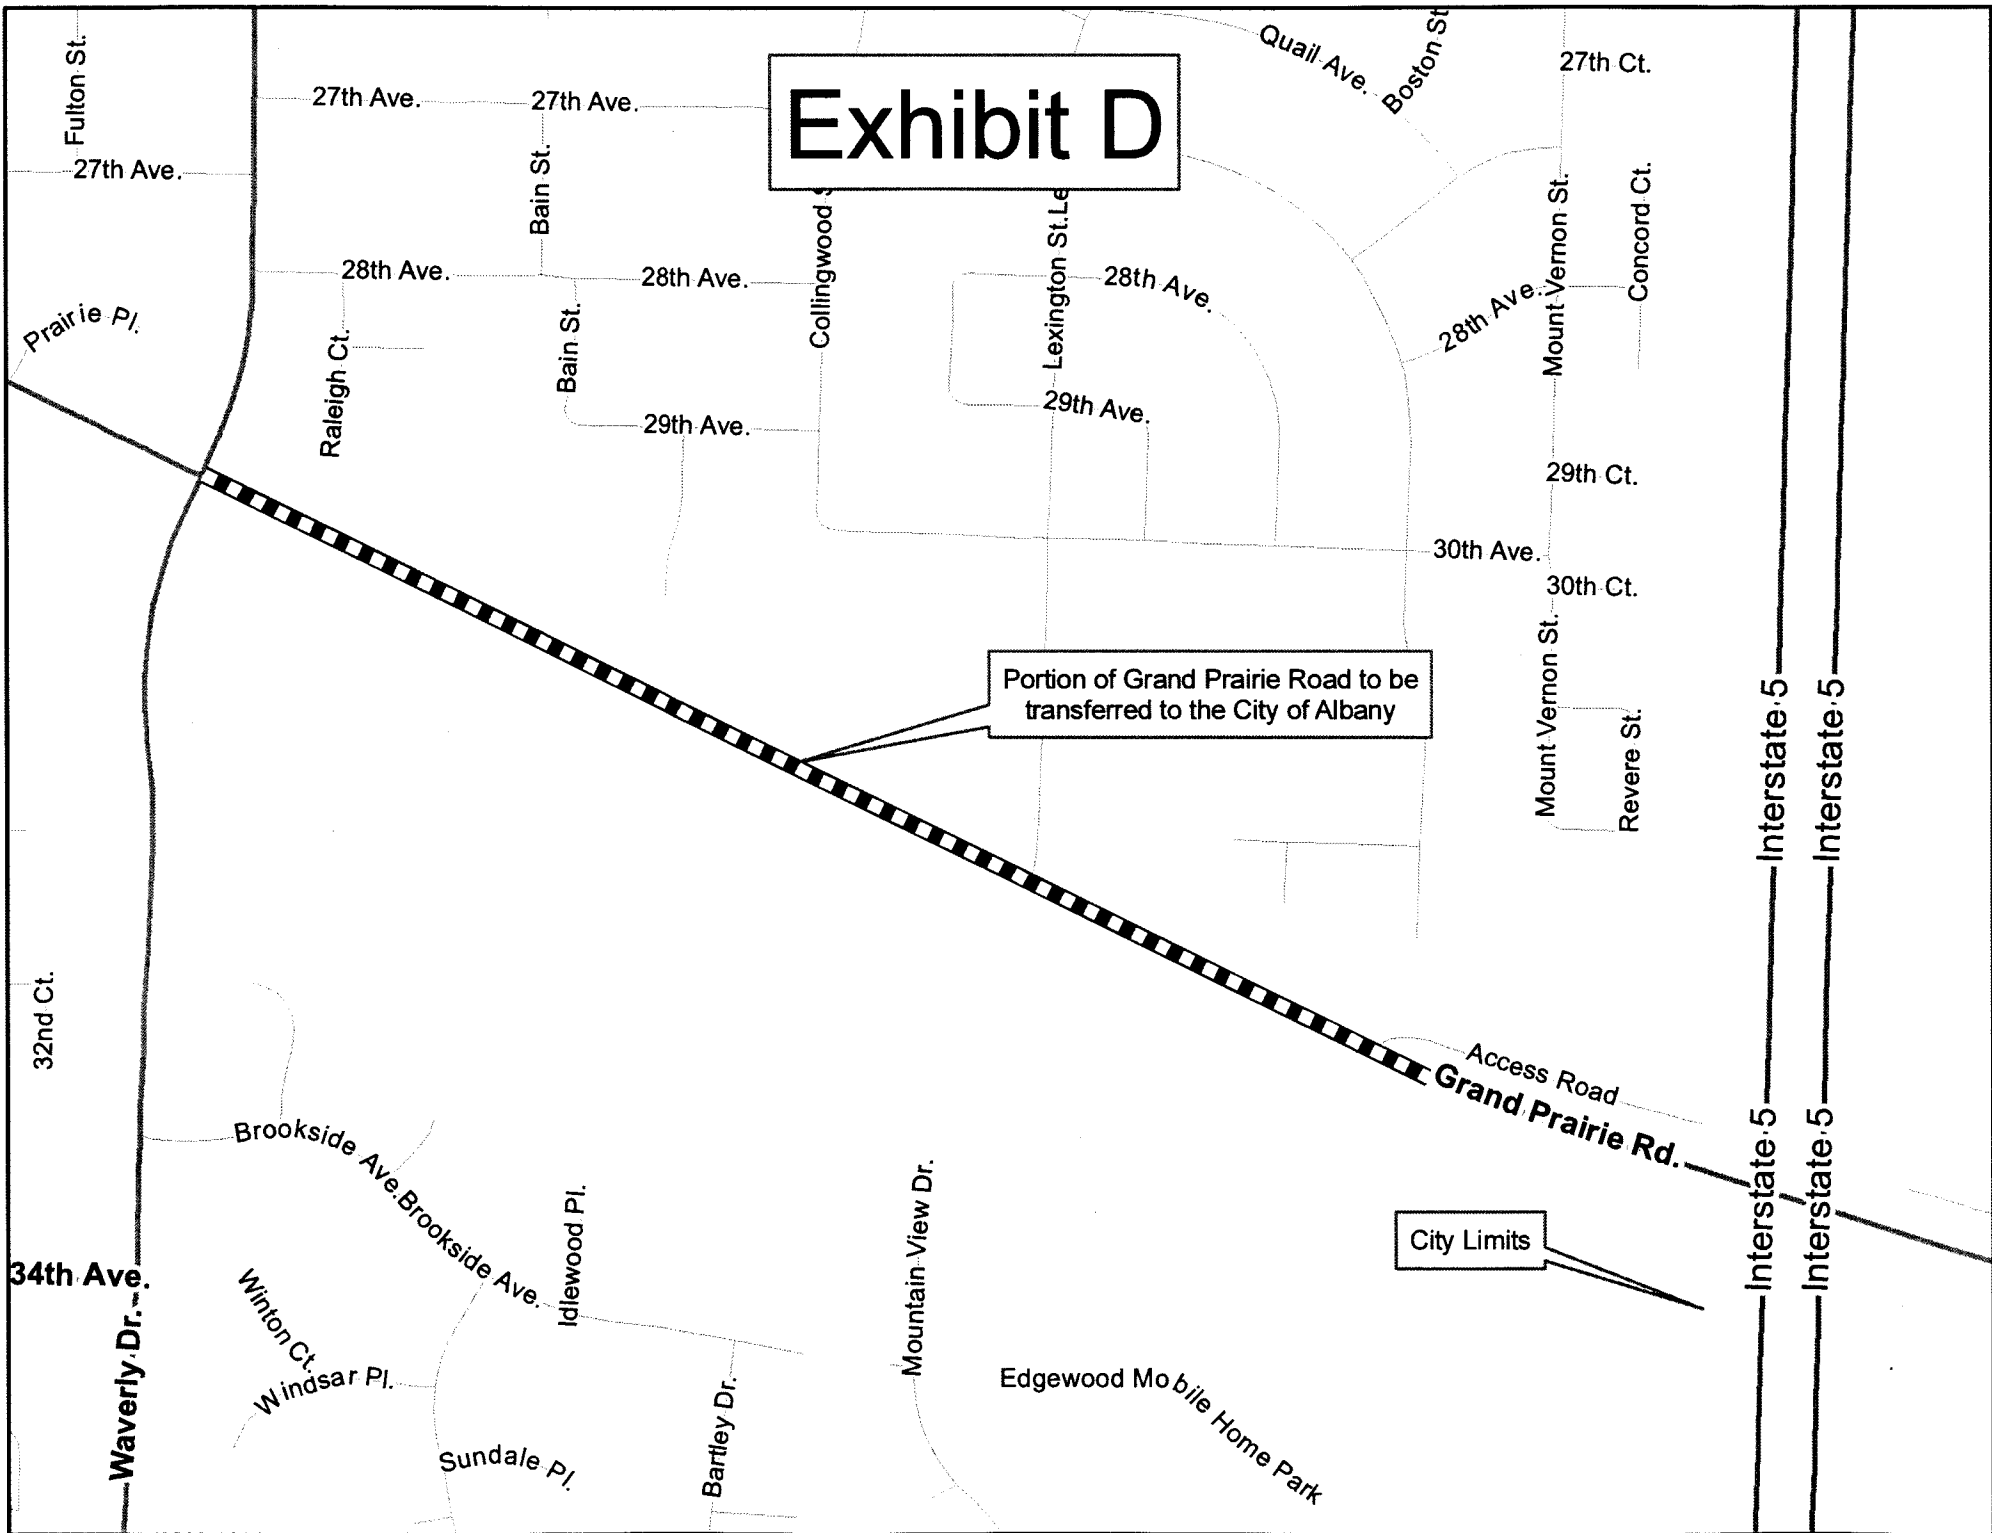 Exhibit D
Fulton St.
27th Ave.
27th Ave.
27th Ave.
Quail Ave.
Boston St
27th Ct.
Bain St.
Collingwood
Lexington St.
Le
Mount Vernon St.
Concord Ct.
28th Ave.
28th Ave.
28th Ave.
28th Ave.
Prairie Pl.
Raleigh Ct.
Bain St.
29th Ave.
29th Ave.
29th Ct.
30th Ave.
30th Ct.
Portion of Grand Prairie Road to be
transferred to the City of Albany
Mount Vernon St.
Revere St.
Interstate 5
Interstate 5
32nd Ct.
Access Road
Grand Prairie Rd.
Brookside Ave.
Brookside Ave.
Idlewood Pl.
Mountain View Dr.
City Limits
Interstate 5
Interstate 5
34th Ave.
Waverly Dr.
Winton Ct.
Windsar Pl.
Sundale Pl.
Bartley Dr.
Edgewood Mobile Home Park